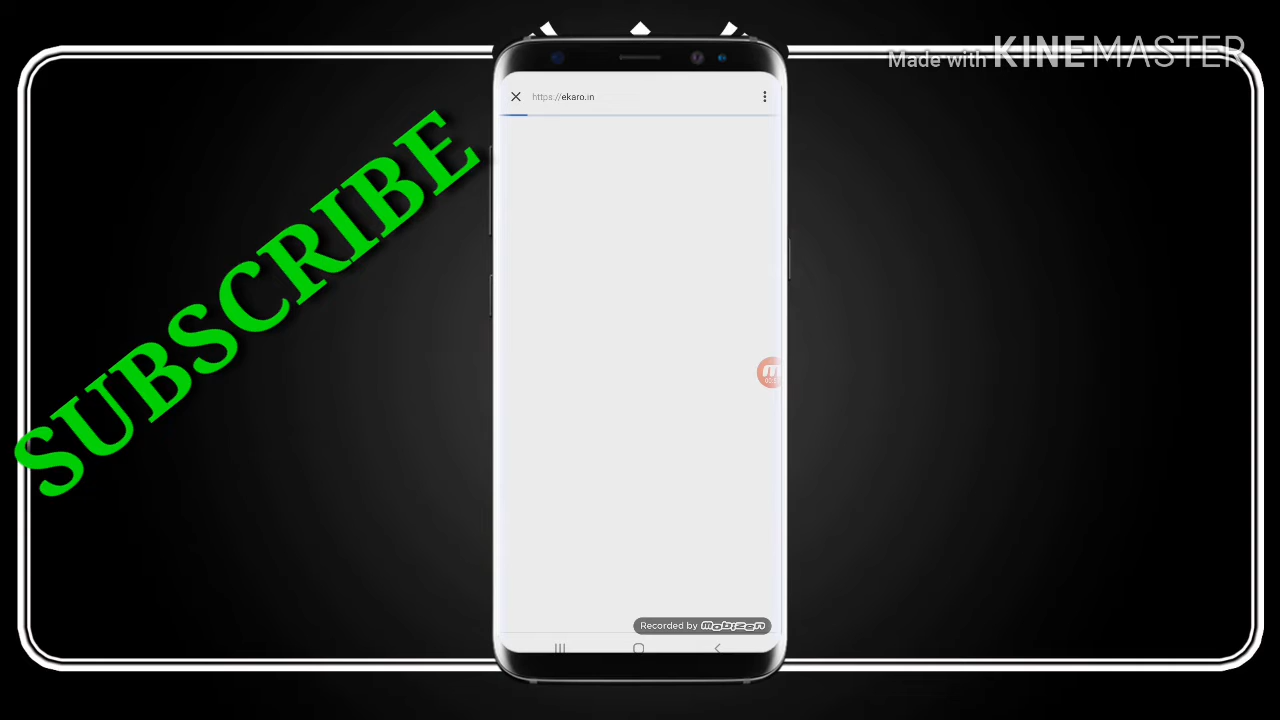 Made with KINEMASTER
https://ekaro.in
SUBSCRIBE
Recorded by Mobizen